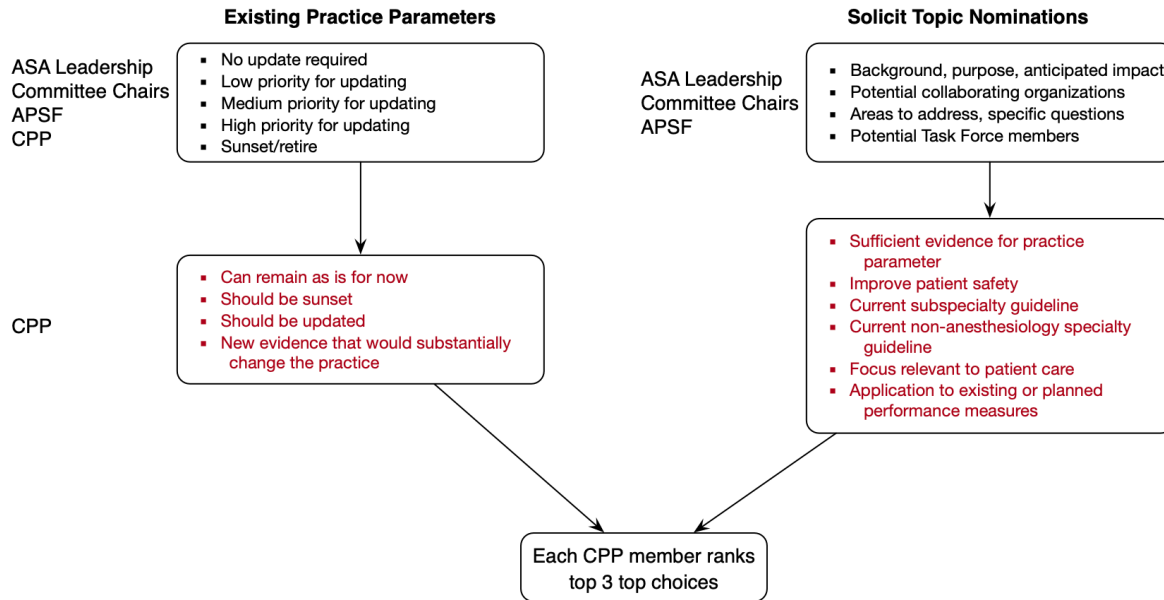 Existing Practice Parameters
ASA Leadership
Committee Chairs
APSF
CPP
▪ No update required
▪ Low priority for updating
▪ Medium priority for updating
▪ High priority for updating
▪ Sunset/retire
CPP
▪ Can remain as is for now
▪ Should be sunset
▪ Should be updated
▪ New evidence that would substantially
change the practice
Solicit Topic Nominations
ASA Leadership
Committee Chairs
APSF
▪ Background, purpose, anticipated impact
▪ Potential collaborating organizations
▪ Areas to address, specific questions
▪ Potential Task Force members
▪ Sufficient evidence for practice
parameter
▪ Improve patient safety
▪ Current subspecialty guideline
▪ Current non-anesthesiology specialty
guideline
▪ Focus relevant to patient care
▪ Application to existing or planned
performance measures
Each CPP member ranks
top 3 top choices